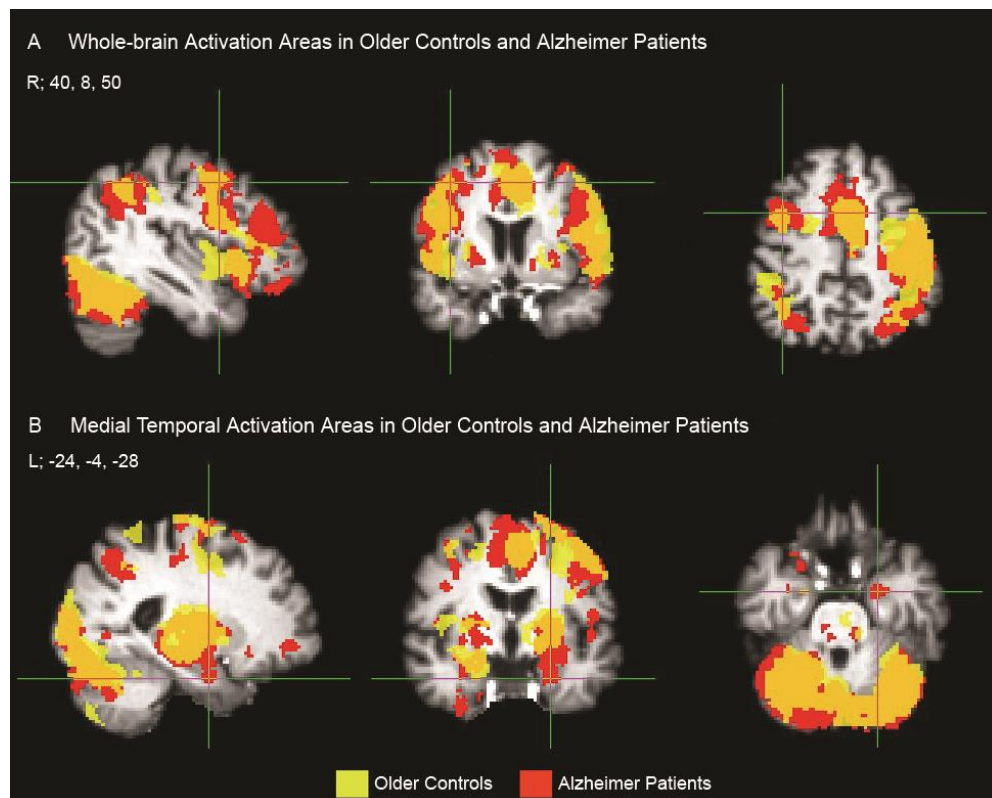 A Whole-brain Activation Areas in Older Controls and Alzheimer Patients
R; 40, 8, 50
B Medial Temporal Activation Areas in Older Controls and Alzheimer Patients
L; -24, -4, -28
Older Controls Alzheimer Patients